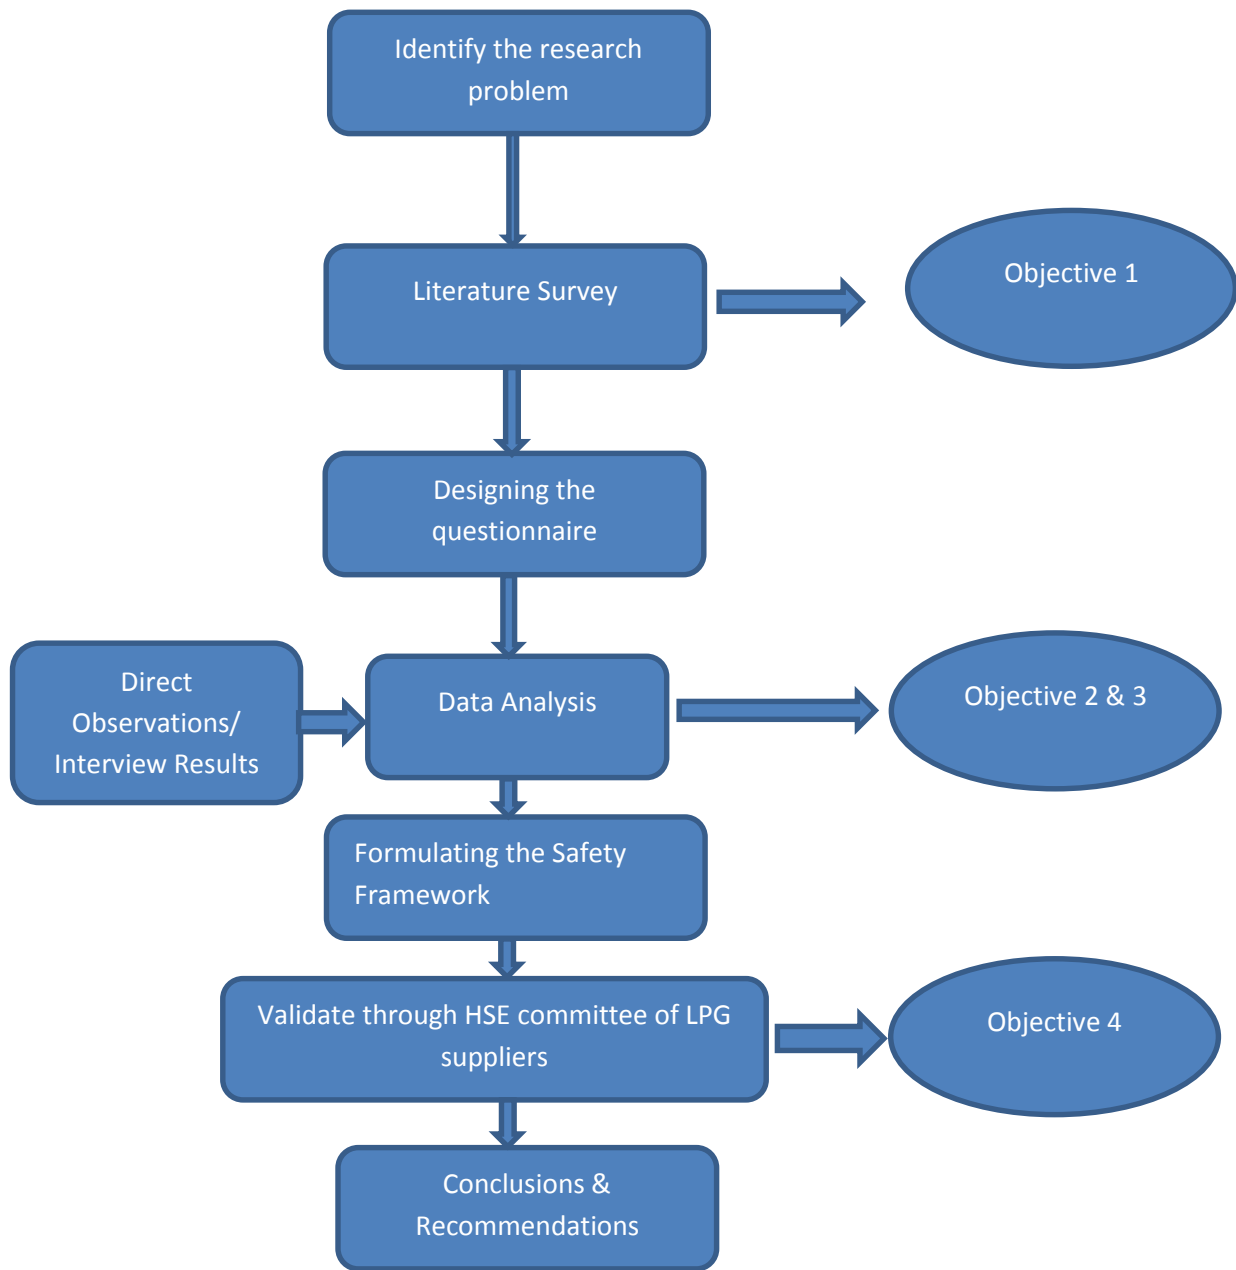 Identify the research
problem
Literature Survey
Objective 1
Designing the
questionnaire
Direct
Observations/
Interview Results
Data Analysis
Objective 2 & 3
Formulating the Safety
Framework
Validate through HSE committee of LPG
suppliers
Objective 4
Conclusions &
Recommendations